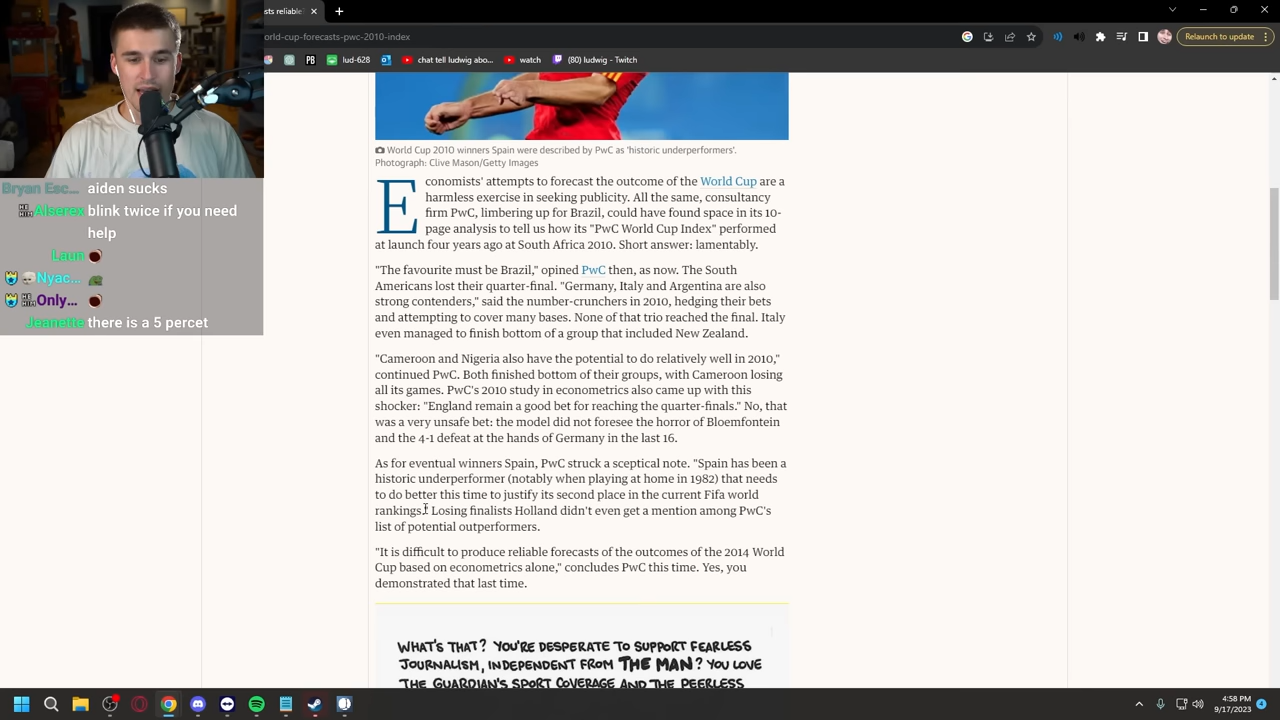 sts reliable?
orld-cup-forecasts-pwc-2010-index
Relaunch to update
PB
lud-628
chat tell ludwig abo...
watch
(80) ludwig - Twitch
World Cup 2010 winners Spain were described by PwC as 'historic underperformers'.
Photograph: Clive Mason/Getty Images
Bryan Esc... aiden sucks
Alserex blink twice if you need
help
Laun
Nyac...
Only...
Jeanette there is a 5 percet
Economists' attempts to forecast the outcome of the World Cup are a
harmless exercise in seeking publicity. All the same, consultancy
firm PwC, limbering up for Brazil, could have found space in its 10-
page analysis to tell us how its "PwC World Cup Index" performed
at launch four years ago at South Africa 2010. Short answer: lamentably.
"The favourite must be Brazil," opined PwC then, as now. The South
Americans lost their quarter-final. "Germany, Italy and Argentina are also
strong contenders," said the number-crunchers in 2010, hedging their bets
and attempting to cover many bases. None of that trio reached the final. Italy
even managed to finish bottom of a group that included New Zealand.
"Cameroon and Nigeria also have the potential to do relatively well in 2010,"
continued PwC. Both finished bottom of their groups, with Cameroon losing
all its games. PwC's 2010 study in econometrics also came up with this
shocker: "England remain a good bet for reaching the quarter-finals." No, that
was a very unsafe bet: the model did not foresee the horror of Bloemfontein
and the 4-1 defeat at the hands of Germany in the last 16.
As for eventual winners Spain, PwC struck a sceptical note. "Spain has been a
historic underperformer (notably when playing at home in 1982) that needs
to do better this time to justify its second place in the current Fifa world
rankings." Losing finalists Holland didn't even get a mention among PwC's
list of potential outperformers.
"It is difficult to produce reliable forecasts of the outcomes of the 2014 World
Cup based on econometrics alone," concludes PwC this time. Yes, you
demonstrated that last time.
WHAT'S THAT? YOU'RE DESPERATE TO SUPPORT FEARLESS
JOURNALISM, INDEPENDENT FROM THE MAN? YOU LOVE
THE GUARDIAN'S SPORT COVERAGE AND THE PEERLESS
4:58 PM
9/17/2023